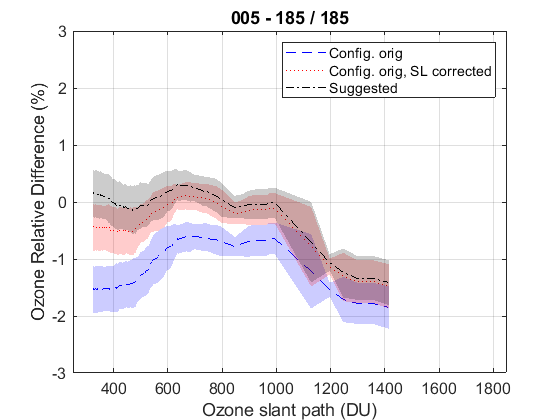 005 - 185 / 185
Config. orig
Config. orig, SL corrected
Suggested
Ozone Relative Difference (%)
3
2
1
0
-1
-2
-3
400
600
800
1000
1200
1400
1600
1800
Ozone slant path (DU)